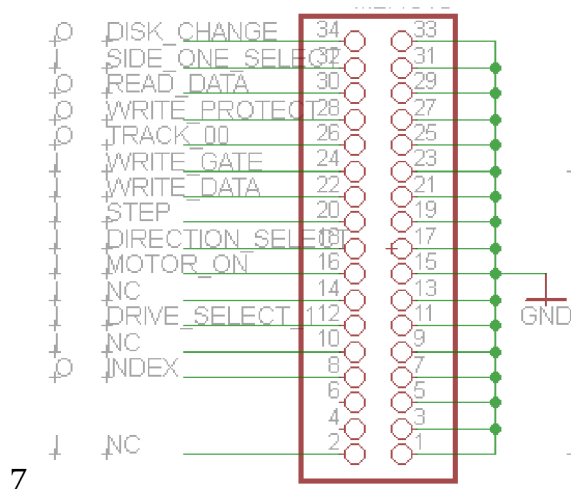 O DISK_CHANGE 34 33
I SIDE_ONE_SELECT 32 31
O READ_DATA 30 29
O WRITE_PROTECT 28 27
O TRACK_00 26 25
I WRITE_GATE 24 23
I WRITE_DATA 22 21
I STEP 20 19
I DIRECTION_SELECT 18 17
I MOTOR_ON 16 15
I NC 14 13
I DRIVE_SELECT_1 12 11
I NC 10 9
O INDEX 8 7
6 5
4 3
I NC 2 1
GND
7